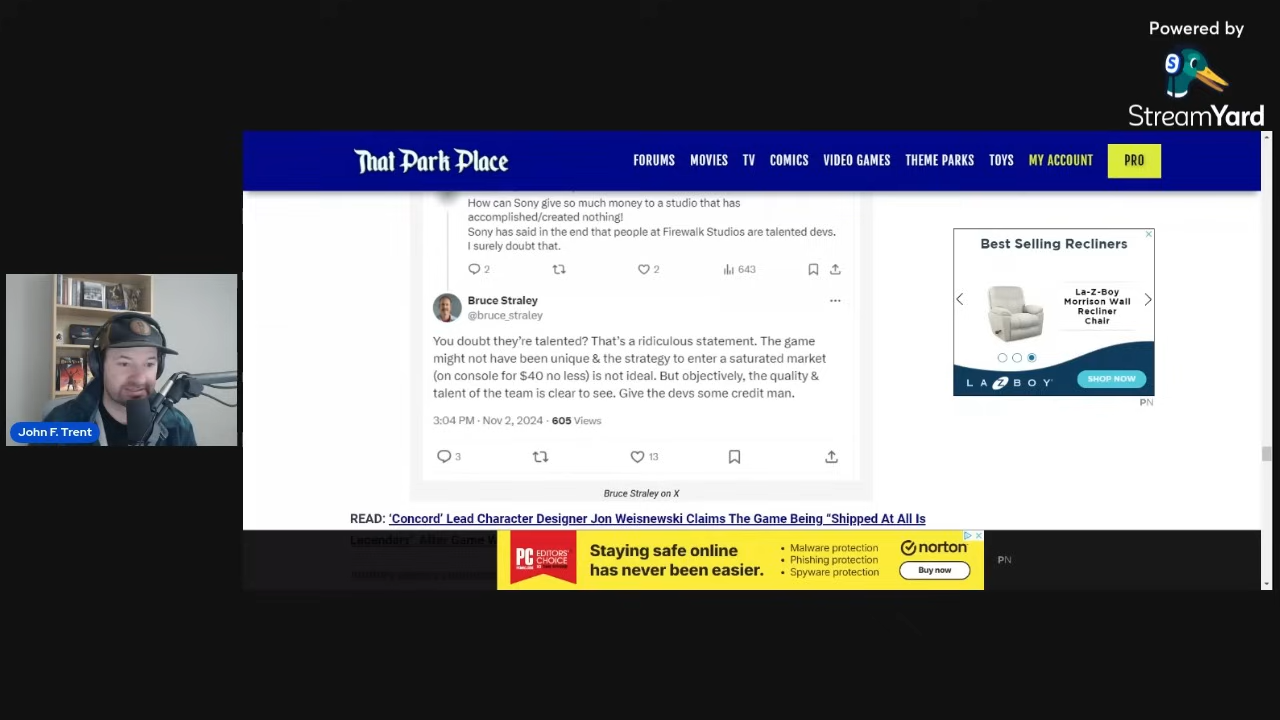 Powered by
S
StreamYard
That Park Place
FORUMS MOVIES TV COMICS VIDEO GAMES THEME PARKS TOYS MY ACCOUNT PRO
How can Sony give so much money to a studio that has
accomplished/created nothing!
Sony has said in the end that people at Firewalk Studios are talented devs.
I surely doubt that.
2 2 643
Bruce Straley
@bruce_straley
You doubt they're talented? That's a ridiculous statement. The game
might not have been unique & the strategy to enter a saturated market
(on console for $40 no less) is not ideal. But objectively, the quality &
talent of the team is clear to see. Give the devs some credit man.
3:04 PM · Nov 2, 2024 · 605 Views
3 13
Bruce Straley on X
READ: 'Concord' Lead Character Designer Jon Weisnewski Claims The Game Being "Shipped At All Is
Legendary" After Game W
Best Selling Recliners
La-Z-Boy
Morrison Wall
Recliner
Chair
LA Z BOY
SHOP NOW
PN
John F. Trent
PC EDITORS' CHOICE
Staying safe online
has never been easier.
• Malware protection
• Phishing protection
• Spyware protection
norton
Buy now
PN